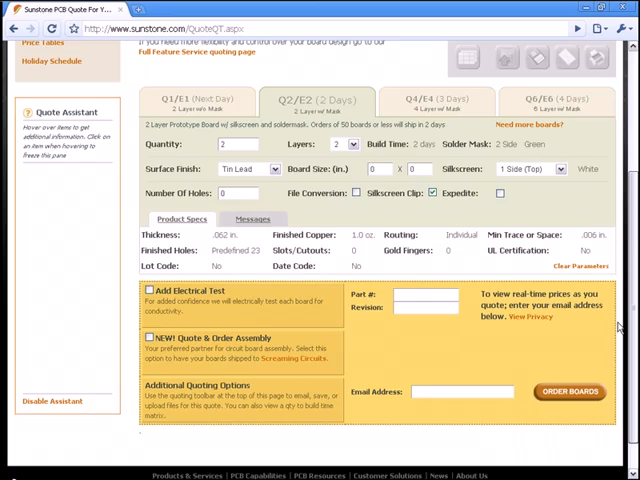 Sunstone PCB Quote For Y...
http://www.sunstone.com/QuoteQT.aspx
Price Tables
Holiday Schedule
If you need more flexibility and control over your board design go to our
Full Feature Service quoting page
Quote Assistant
Hover over items to get
additional information. Click on
an item when hovering to
freeze this pane
Disable Assistant
Q1/E1 (Next Day)
2 Layer w/o Mask
Q2/E2 (2 Days)
2 Layer w/ Mask
Q4/E4 (3 Days)
4 Layer w/ Mask
Q6/E6 (4 Days)
6 Layer w/ Mask
2 Layer Prototype Board w/ silkscreen and soldermask. Orders of 50 boards or less will ship in 2 days
Need more boards?
Quantity: 2 Layers: 2 Build Time: 2 days Solder Mask: 2 Side Green
Surface Finish: Tin Lead Board Size: (in.) 0 X 0 Silkscreen: 1 Side (Top) White
Number Of Holes: 0 File Conversion: Silkscreen Clip: Expedite:
Product Specs Messages
Thickness: .062 in. Finished Copper: 1.0 oz. Routing: Individual Min Trace or Space: .006 in.
Finished Holes: Predefined 23 Slots/Cutouts: 0 Gold Fingers: 0 UL Certification: No
Lot Code: No Date Code: No Clear Parameters
Add Electrical Test
For added confidence we will electrically test each board for
conductivity.
NEW! Quote & Order Assembly
Your preferred partner for circuit board assembly. Select this
option to have your boards shipped to Screaming Circuits.
Additional Quoting Options
Use the quoting toolbar at the top of this page to email, save, or
upload files for this quote. You can also view a qty to build time
matrix.
Part #:
Revision:
To view real-time prices as you
quote; enter your email address
below. View Privacy
Email Address: ORDER BOARDS
Products & Services | PCB Capabilities | PCB Resources | Customer Solutions | News | About Us